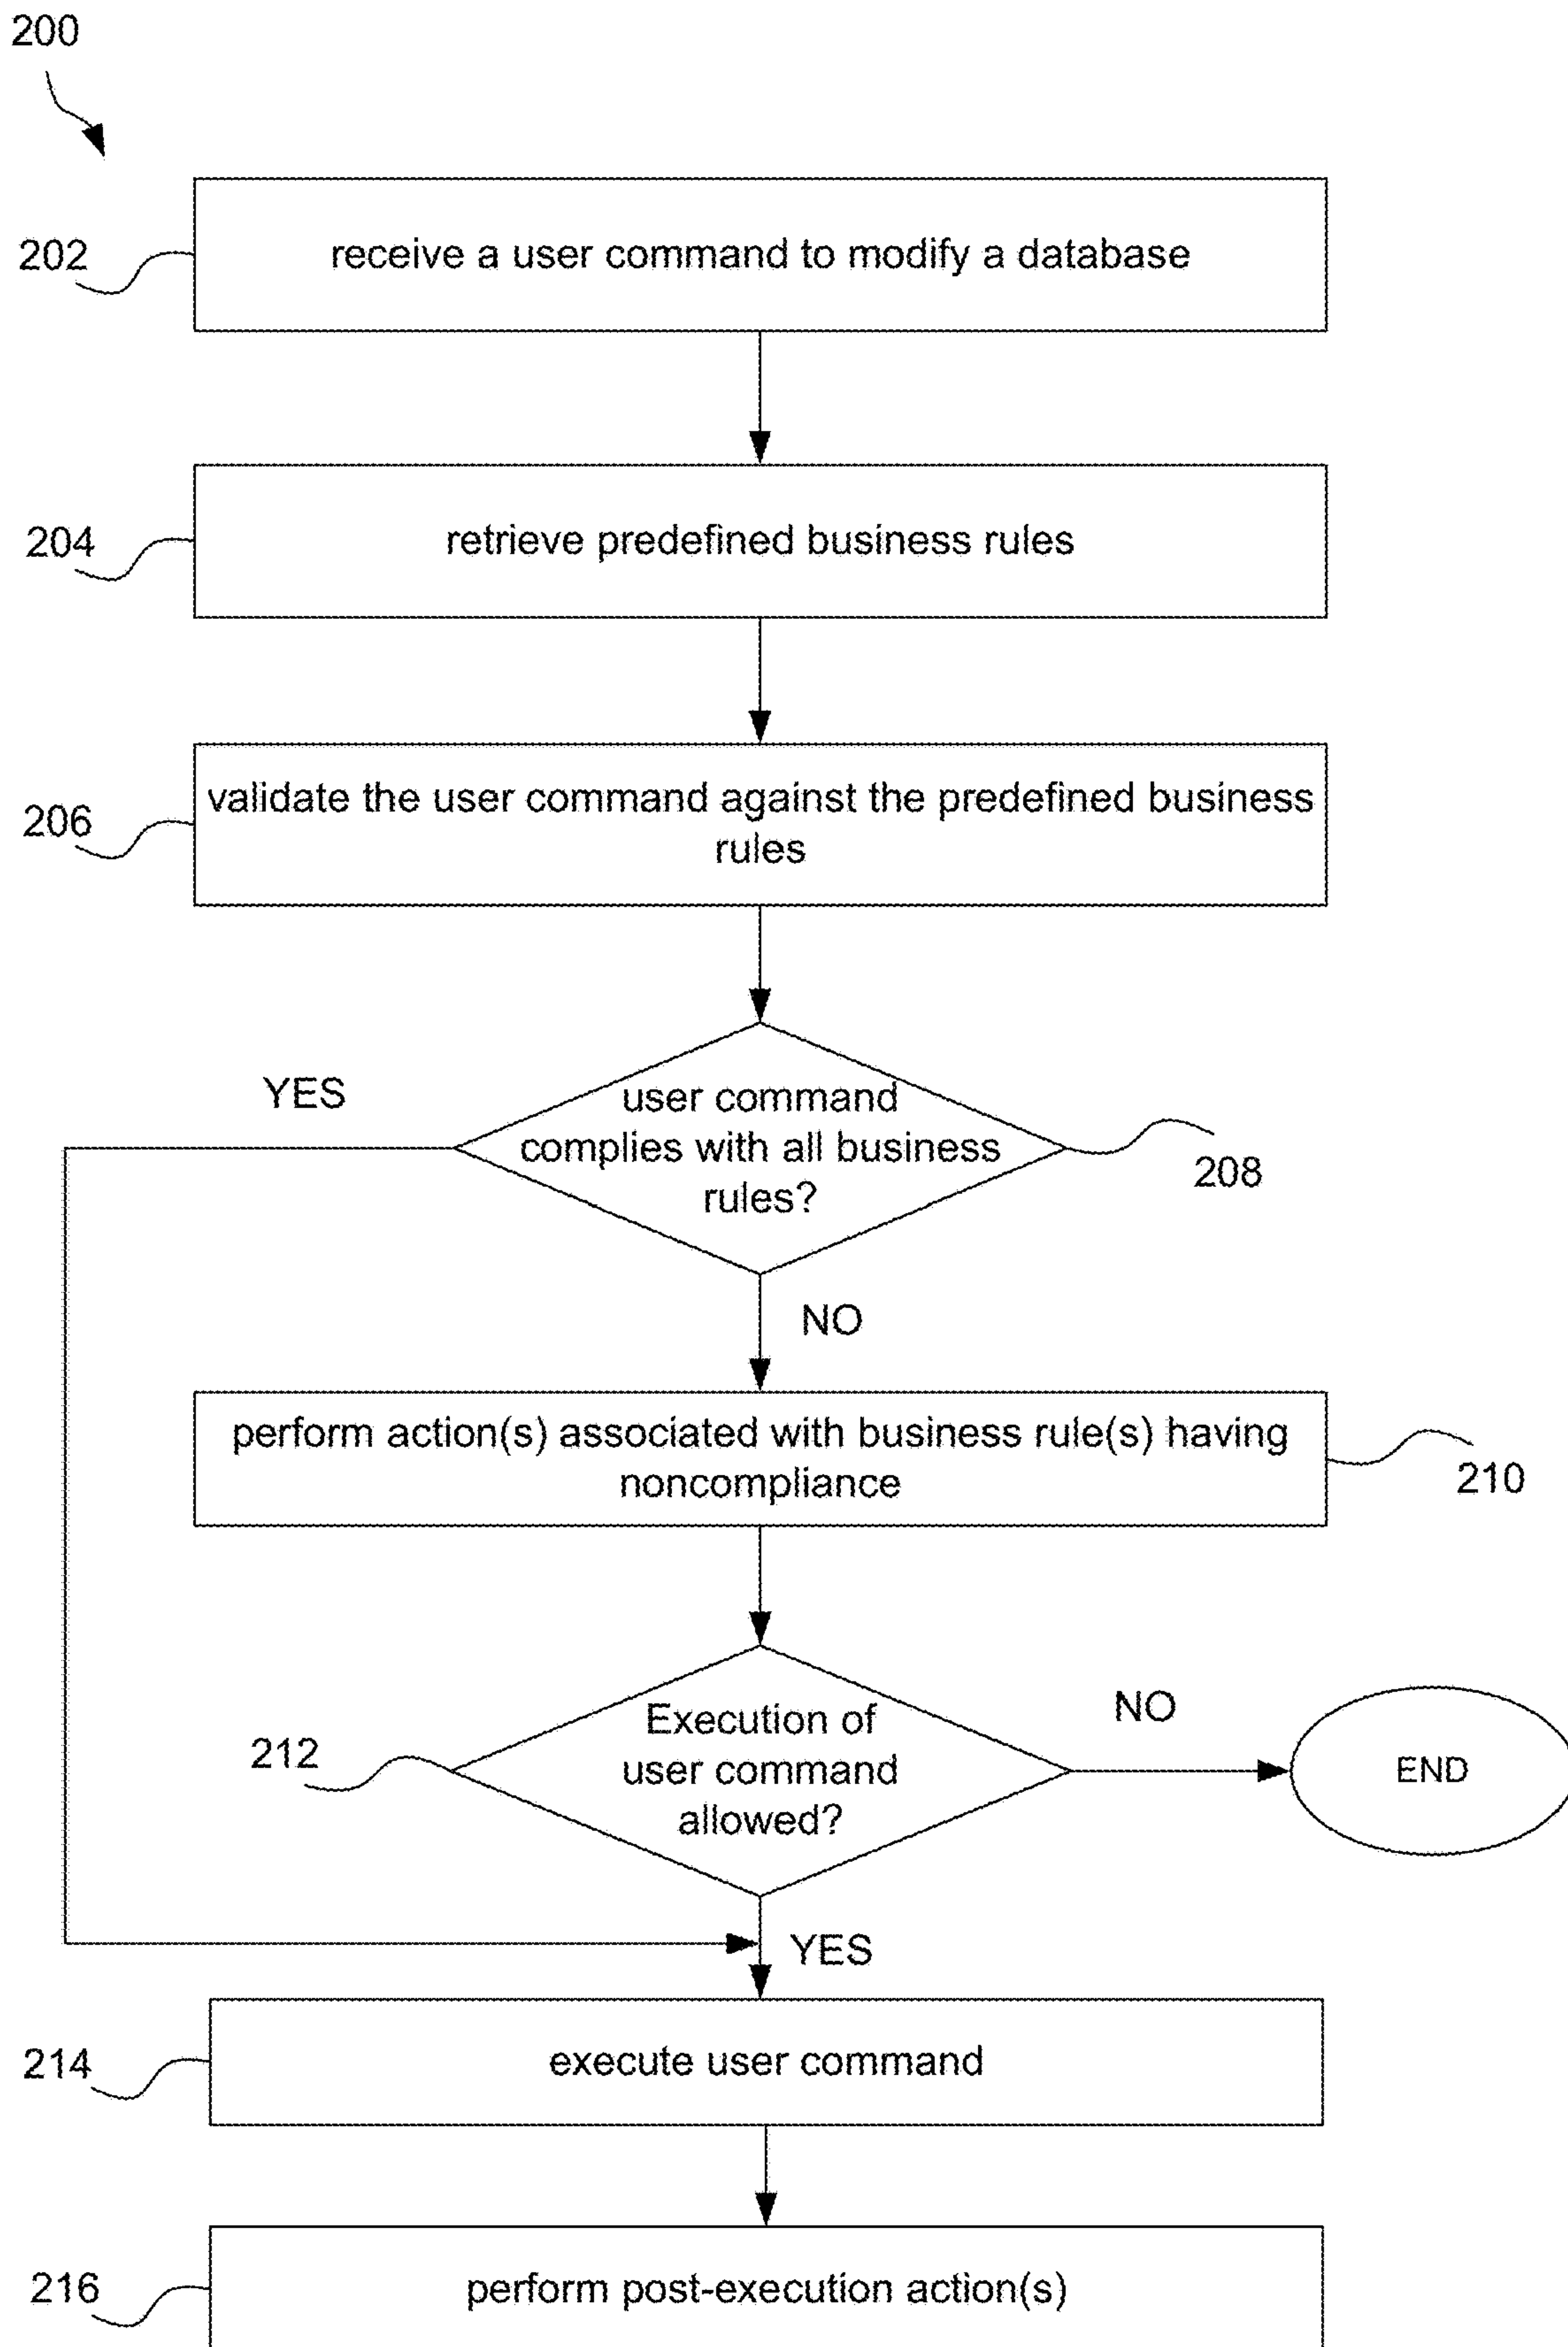 200
202
receive a user command to modify a database
204
retrieve predefined business rules
206
validate the user command against the predefined business
rules
YES
user command
complies with all business
rules?
208
NO
perform action(s) associated with business rule(s) having
noncompliance
210
212
Execution of
user command
allowed?
NO
END
YES
214
execute user command
216
perform post-execution action(s)